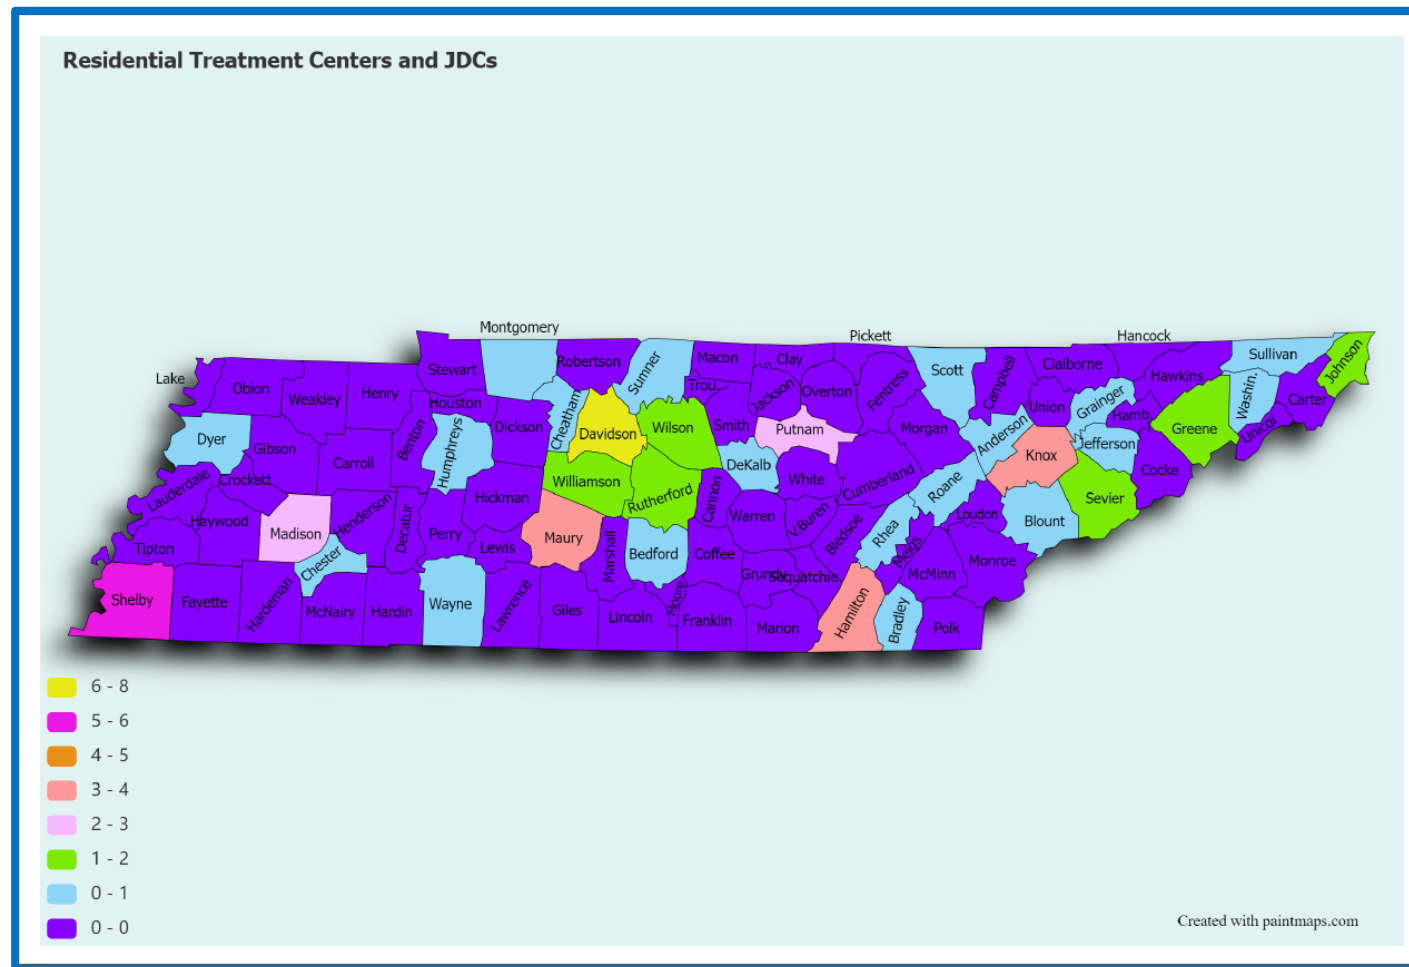 Residential Treatment Centers and JDCs
Montgomery
Pickett
Hancock
Lake
Obion
Weakley
Henry
Stewart
Houston
Robertson
Sumner
Macon
Trou.
Clay
Jackson
Overton
Fentress
Scott
Campbell
Claiborne
Union
Grainger
Hawkins
Hamb.
Sullivan
Washin.
Johnson
Carter
Unicoi
Greene
Dyer
Gibson
Carroll
Benton
Humphreys
Dickson
Cheatham
Davidson
Wilson
Smith
DeKalb
Putnam
White
Cumberland
Morgan
Anderson
Roane
Knox
Jefferson
Cocke
Sevier
Blount
Loudon
Lauderdale
Crockett
Haywood
Madison
Henderson
Decatur
Perry
Hickman
Williamson
Rutherford
Cannon
Warren
V.Buren
Bledsoe
Rhea
Meigs
McMinn
Monroe
Tipton
Chester
Lewis
Maury
Marshall
Bedford
Coffee
Grundy
Sequatchie
Shelby
Fayette
Hardeman
McNairy
Hardin
Wayne
Lawrence
Giles
Lincoln
Moore
Franklin
Marion
Hamilton
Bradley
Polk
6 - 8
5 - 6
4 - 5
3 - 4
2 - 3
1 - 2
0 - 1
0 - 0
Created with paintmaps.com